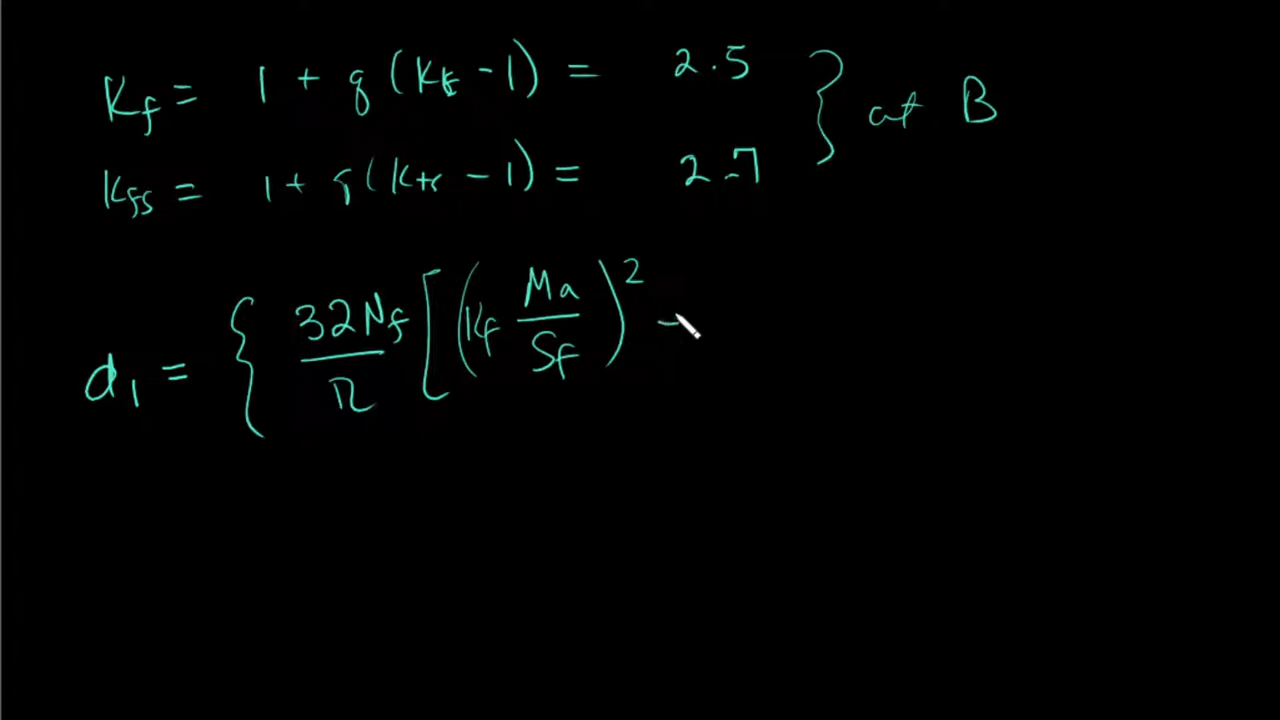 Kf = 1 + q (Kt - 1) = 2.5 } at B
Kfs = 1 + q (Kts - 1) = 2.7
d1 = { 32Nf / π [ ( Kf Ma / Sf )² -